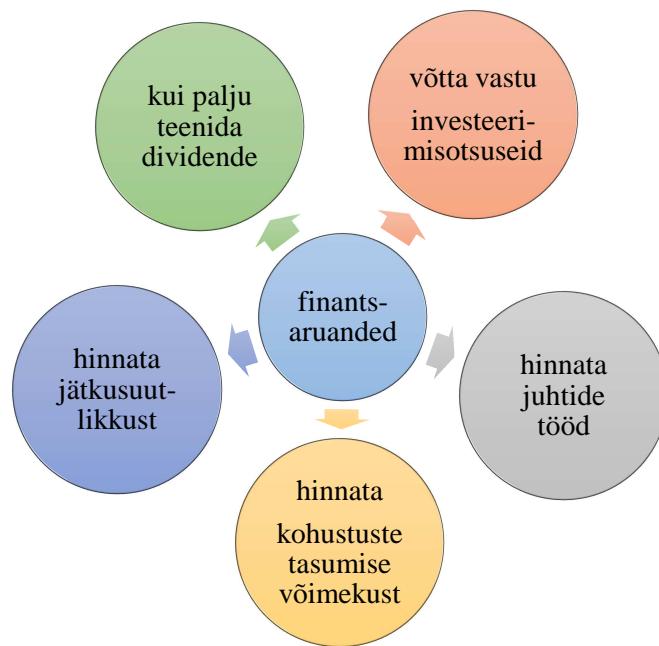 kui palju
teenida
dividende
võtta vastu
investeeri-
misotsuseid
finants-
aruanded
hinnata
jätkusuut-
likkust
hinnata
juhtide
tööd
hinnata
kohustuste
tasumise
võimekust